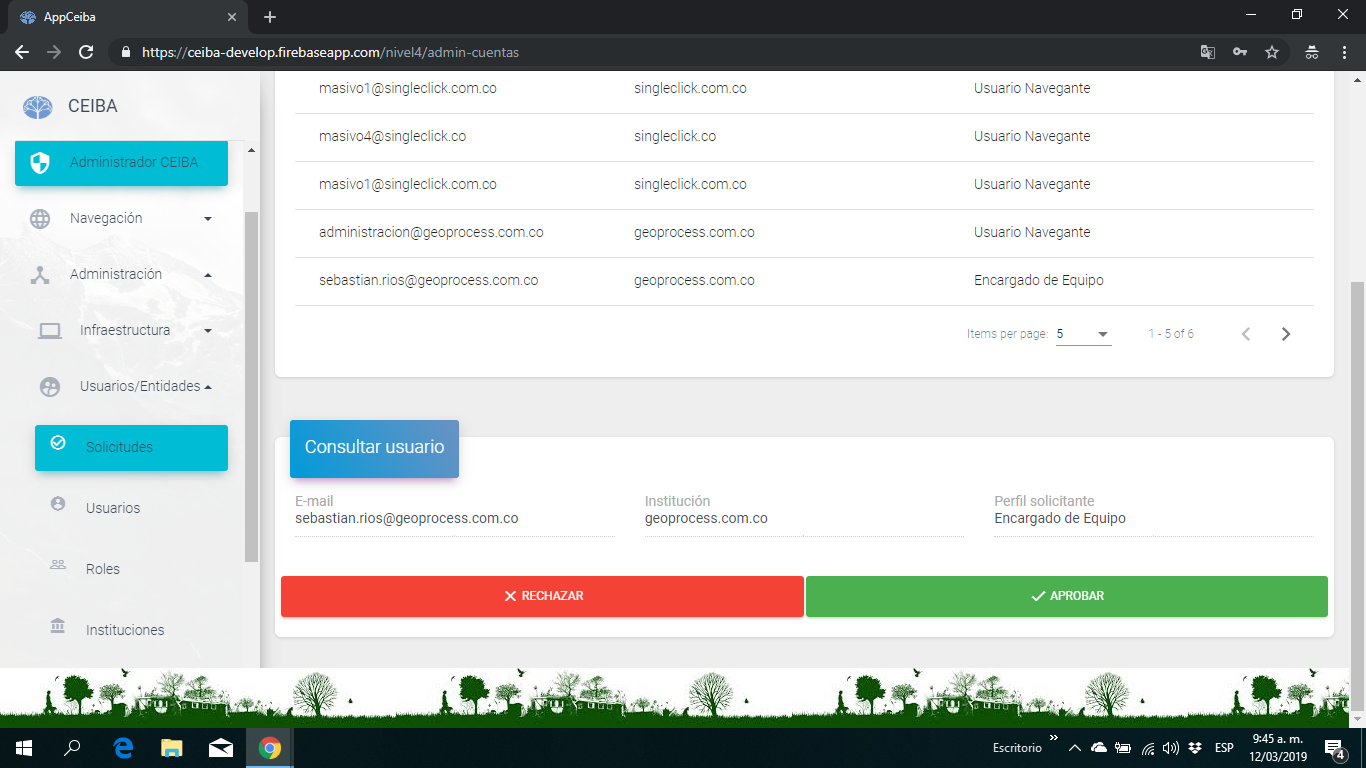 AppCeiba
https://ceiba-develop.firebaseapp.com/nivel4/admin-cuentas
CEIBA
Administrador CEIBA
Navegación
Administración
Infraestructura
Usuarios/Entidades
Solicitudes
Usuarios
Roles
Instituciones
masivo1@singleclick.com.co singleclick.com.co Usuario Navegante
masivo4@singleclick.co singleclick.co Usuario Navegante
masivo1@singleclick.com.co singleclick.com.co Usuario Navegante
administracion@geoprocess.com.co geoprocess.com.co Usuario Navegante
sebastian.rios@geoprocess.com.co geoprocess.com.co Encargado de Equipo
Items per page: 5 1 - 5 of 6
Consultar usuario
E-mail Institución Perfil solicitante
sebastian.rios@geoprocess.com.co geoprocess.com.co Encargado de Equipo
RECHAZAR APROBAR
Escritorio ESP 9:45 a. m.
12/03/2019
4